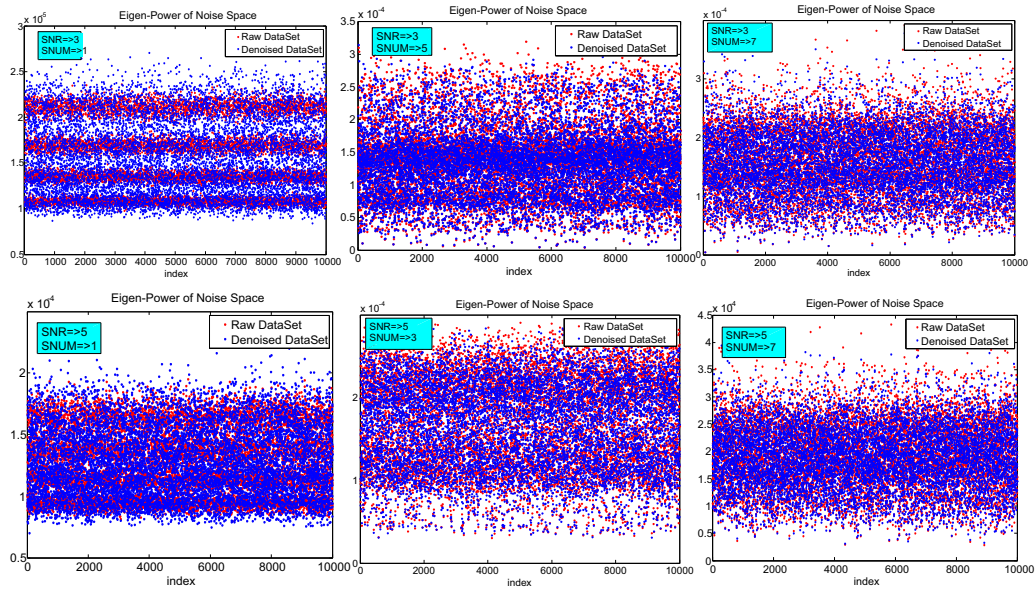 Eigen-Power of Noise Space
x 10⁵
SNR=>3
SNUM=>1
Raw DataSet
Denoised DataSet
3
2.5
2
1.5
1
0.5
0 1000 2000 3000 4000 5000 6000 7000 8000 9000 10000
index
Eigen-Power of Noise Space
x 10⁻⁴
SNR=>3
SNUM=>5
Raw DataSet
Denoised DataSet
3.5
3
2.5
2
1.5
1
0.5
0
0 2000 4000 6000 8000 10000
index
Eigen-Power of Noise Space
x 10⁻⁴
SNR=>3
SNUM=>7
Raw DataSet
Denoised DataSet
3
2
1
0
0 2000 4000 6000 8000 10000
index
Eigen-Power of Noise Space
x 10⁴
SNR=>5
SNUM=>1
Raw DataSet
Denoised DataSet
2
1.5
1
0.5
0 2000 4000 6000 8000 10000
index
Eigen-Power of Noise Space
x 10⁻⁴
SNR=>5
SNUM=>3
Raw DataSet
Denoised DataSet
2
1
0
0 2000 4000 6000 8000 10000
index
Eigen-Power of Noise Space
x 10⁴
SNR=>5
SNUM=>7
Raw DataSet
Denoised DataSet
4.5
4
3.5
3
2.5
2
1.5
1
0.5
0
0 2000 4000 6000 8000 10000
index